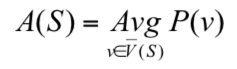 A(S) = Avg P(v)
v∈V̅(S)